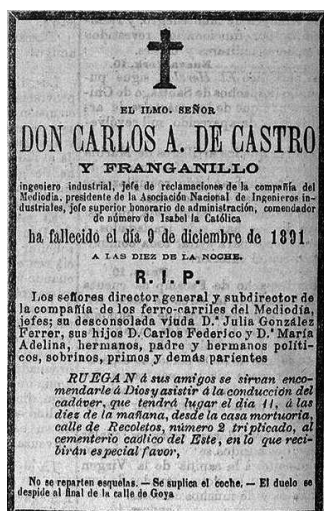 EL ILMO. SEÑOR
DON CARLOS A. DE CASTRO
Y FRANGANILLO
ingeniero industrial, jefe de reclamaciones de la compañía del
Mediodía, presidente de la Asociación Nacional de Ingenieros in-
dustriales, jefe superior honorario de administración, comendador
de número de Isabel la Católica
ha fallecido el día 9 de diciembre de 1891
A LAS DIEZ DE LA NOCHE.
R. I. P.
Los señores director general y subdirector de
la compañía de los ferro-carriles del Mediodía,
jefes; su desconsolada viuda D.ª Julia González
Ferrer, sus hijos D. Carlos Federico y D.ª María
Adelina, hermanos, padre y hermanos políti-
cos, sobrinos, primos y demás parientes
RUEGAN á sus amigos se sirvan enco-
mendarle á Dios y asistir á la conducción del
cadáver, que tendrá lugar el día 11, á las
diez de la mañana, desde la casa mortuoria,
calle de Recoletos, número 2 triplicado, al
cementerio caólico del Este, en lo que reci-
birán especial favor,
No se reparten esquelas. — Se suplica el coche. — El duelo se
despide al final de la calle de Goya